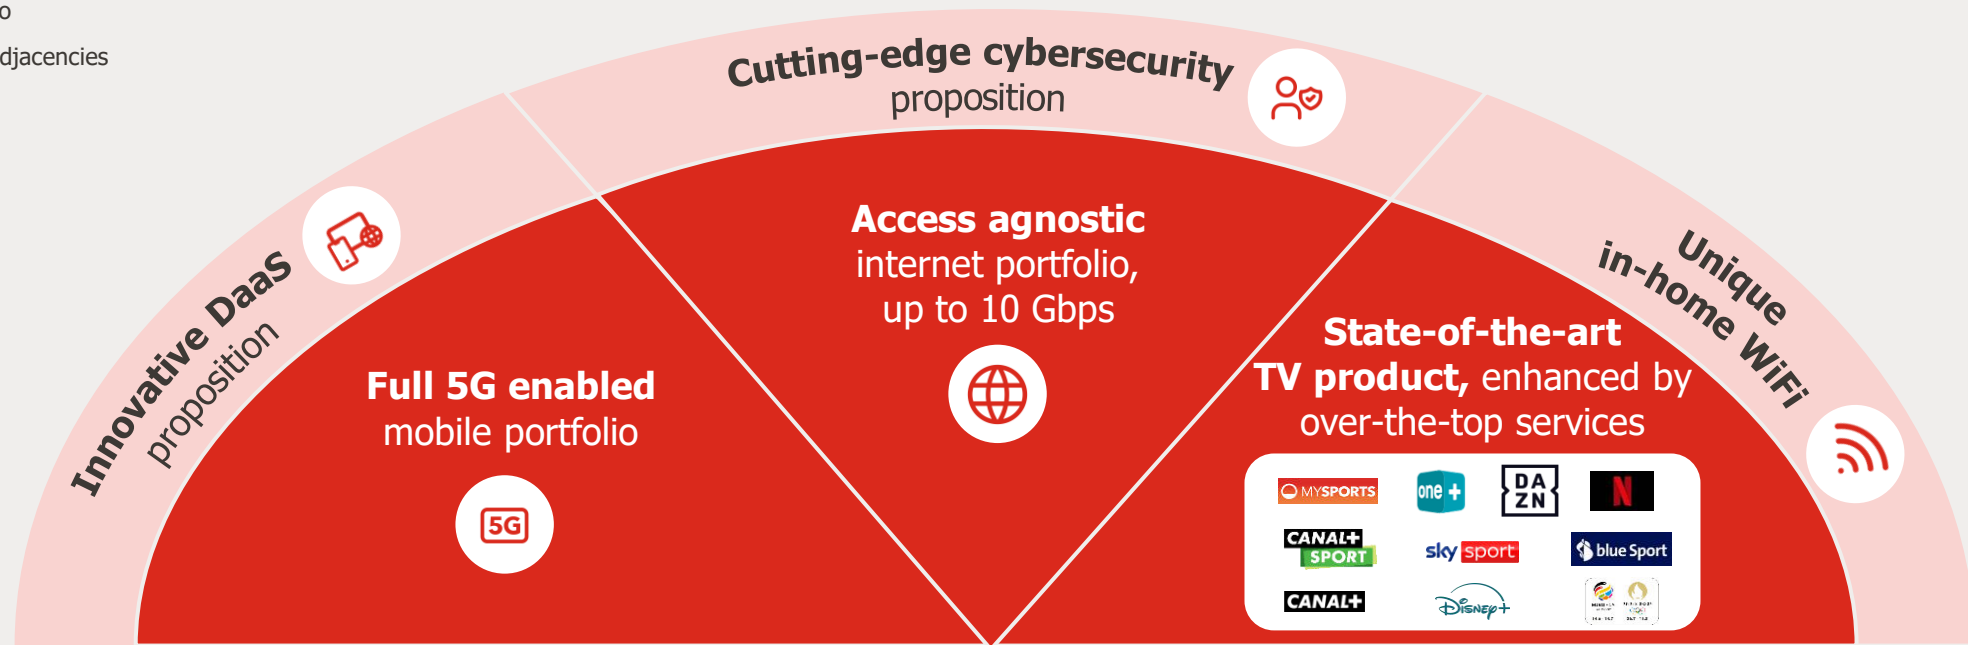 o
djacencies
Cutting-edge cybersecurity
proposition
Innovative DaaS
proposition
Unique
in-home WiFi
Access agnostic
internet portfolio,
up to 10 Gbps
Full 5G enabled
mobile portfolio
5G
State-of-the-art
TV product, enhanced by
over-the-top services
MYSPORTS
one +
DA
ZN
N
CANAL+
SPORT
sky sport
blue Sport
CANAL+
Disney+